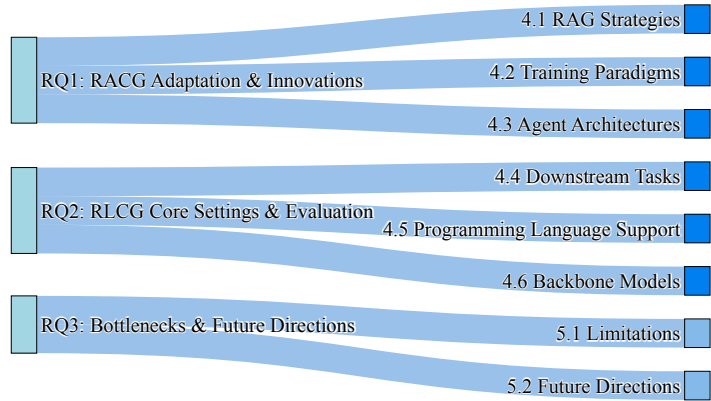 RQ1: RACG Adaptation & Innovations
4.1 RAG Strategies
4.2 Training Paradigms
4.3 Agent Architectures
RQ2: RLCG Core Settings & Evaluation
4.4 Downstream Tasks
4.5 Programming Language Support
4.6 Backbone Models
RQ3: Bottlenecks & Future Directions
5.1 Limitations
5.2 Future Directions